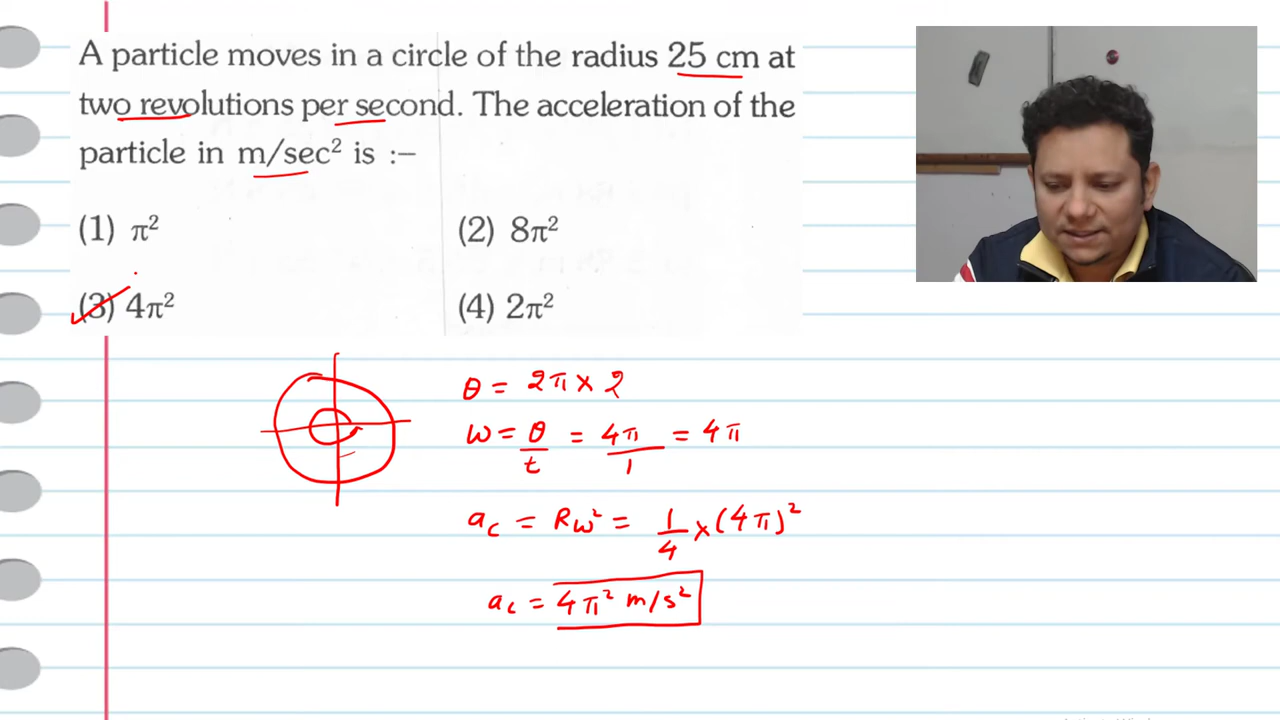 A particle moves in a circle of the radius 25 cm at
two revolutions per second. The acceleration of the
particle in m/sec² is :–
(1) π² (2) 8π²
(3) 4π² (4) 2π²
θ = 2π × 2
ω = θ/t = 4π/1 = 4π
a_c = Rω² = 1/4 × (4π)²
a_c = 4π² m/s²